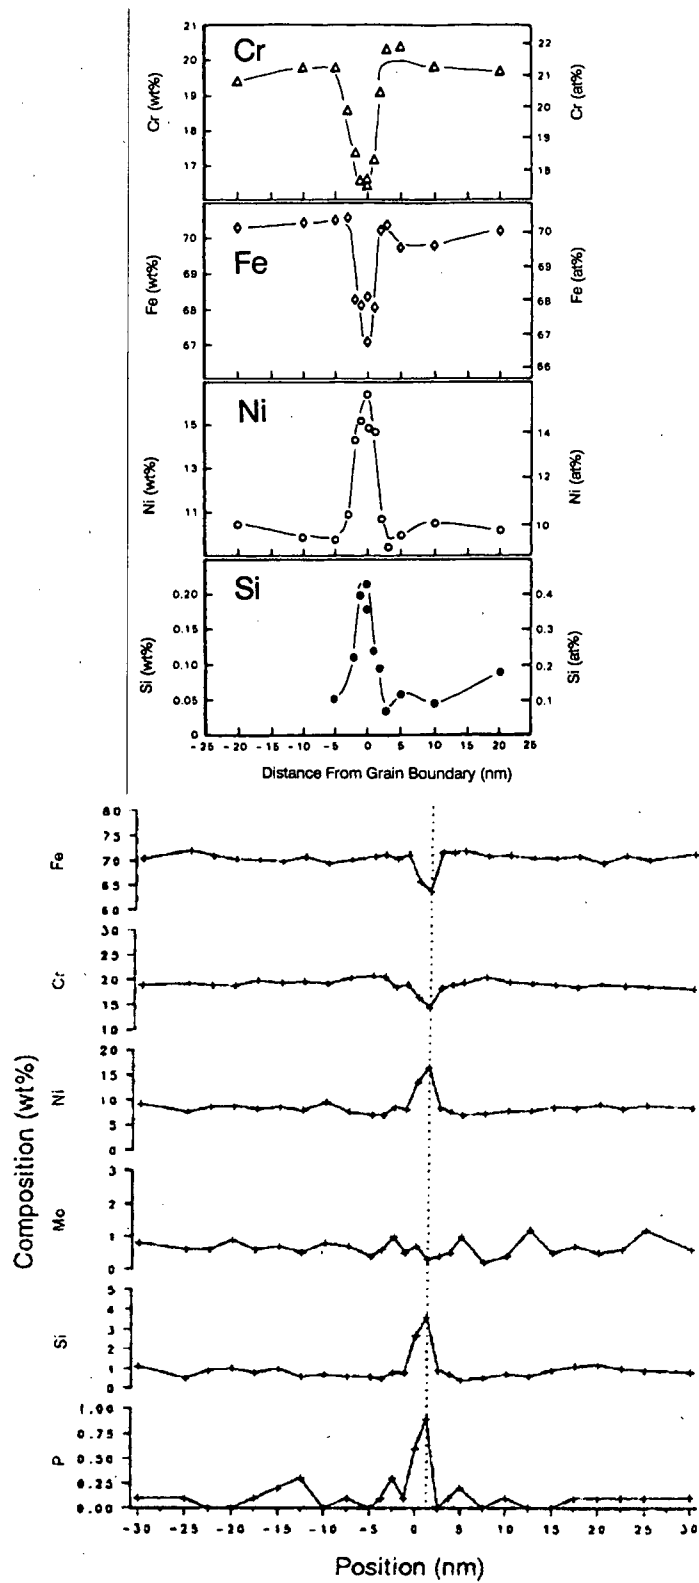 Cr
21
20
19
18
17
Cr (wt%)
22
21
20
19
18
Cr (at%)
Fe
70
69
68
67
Fe (wt%)
70
69
68
67
66
Fe (at%)
Ni
15
13
11
Ni (wt%)
14
12
10
Ni (at%)
Si
0.20
0.15
0.10
0.05
0
Si (wt%)
0.4
0.3
0.2
0.1
Si (at%)
-25 -20 -15 -10 -5 0 5 10 15 20 25
Distance From Grain Boundary (nm)
Composition (wt%)
Fe
80
75
70
65
60
Cr
30
25
20
15
10
Ni
20
15
10
5
0
Mo
3
2
1
0
Si
5
4
3
2
1
0
P
1.00
0.75
0.50
0.25
0.00
-30 -25 -20 -15 -10 -5 0 5 10 15 20 25 30
Position (nm)